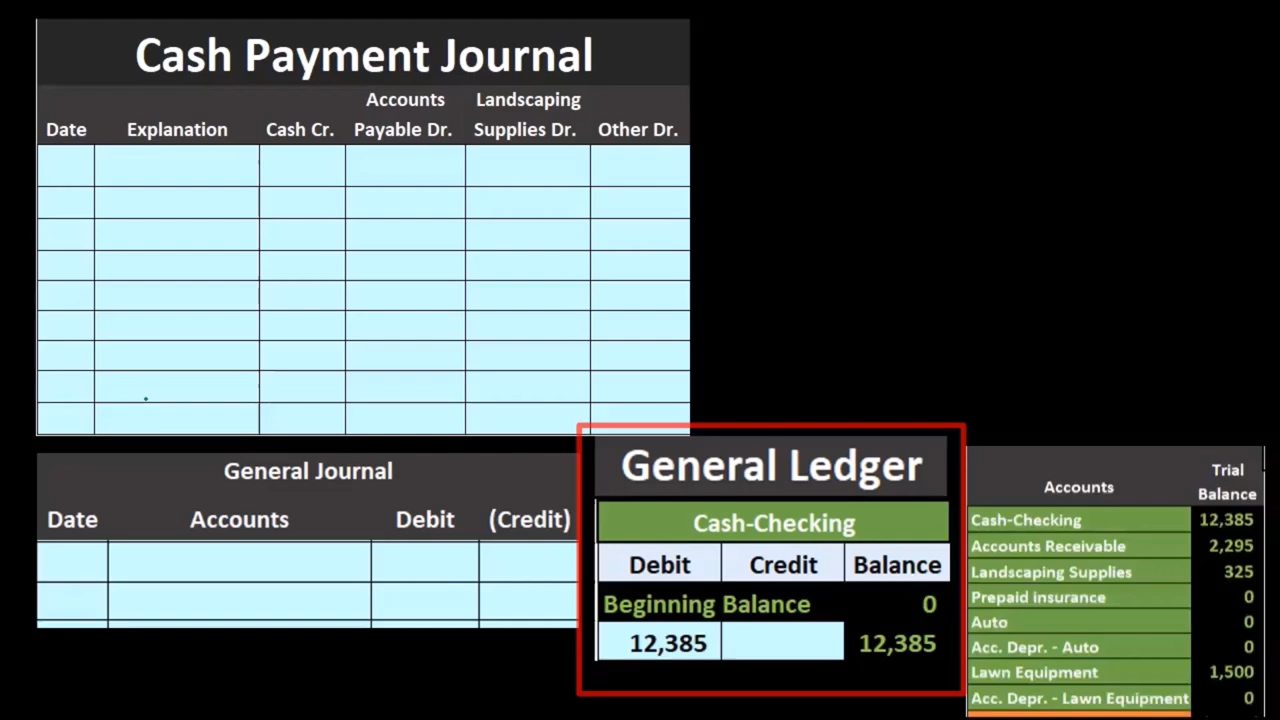 Cash Payment Journal
Accounts Landscaping
Date Explanation Cash Cr. Payable Dr. Supplies Dr. Other Dr.
General Journal
Date Accounts Debit (Credit)
General Ledger
Cash-Checking
Debit Credit Balance
Beginning Balance 0
12,385 12,385
Trial
Accounts Balance
Cash-Checking 12,385
Accounts Receivable 2,295
Landscaping Supplies 325
Prepaid insurance 0
Auto 0
Acc. Depr. - Auto 0
Lawn Equipment 1,500
Acc. Depr. - Lawn Equipment 0